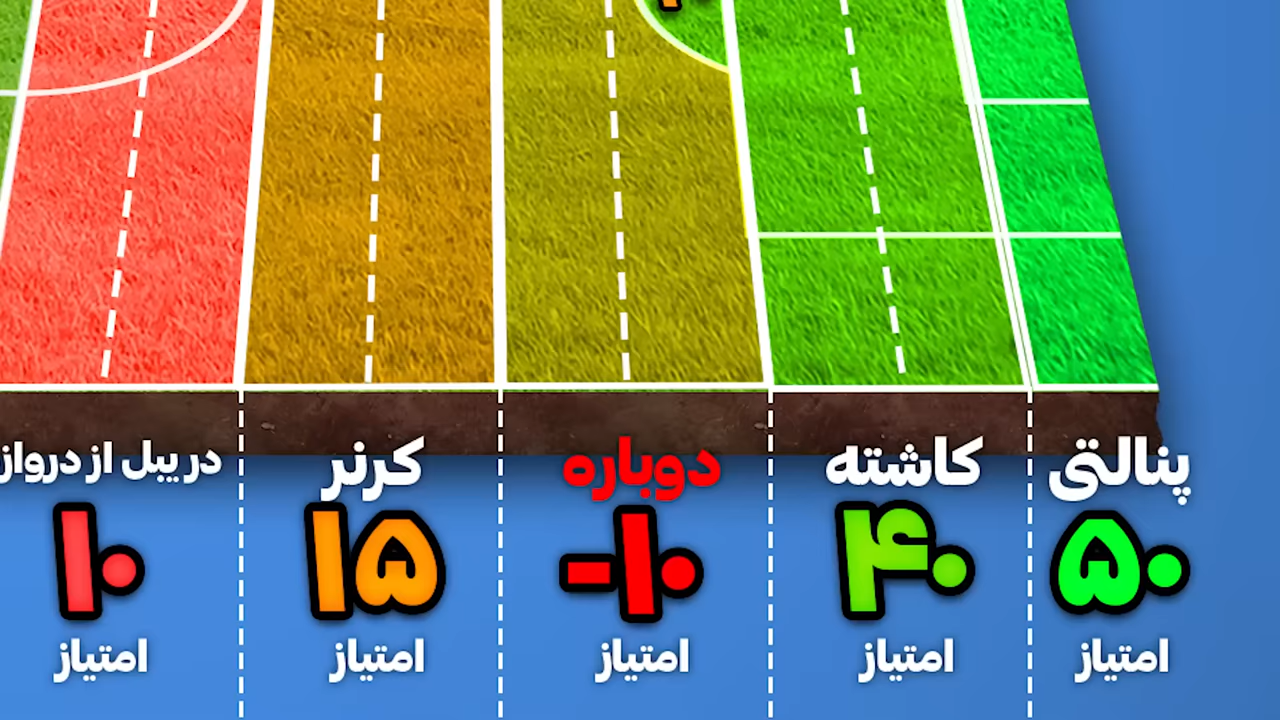 پنالتی
۵۰
امتیاز
کاشته
۴۰
امتیاز
دوباره
-۱۰
امتیاز
کرنر
۱۵
امتیاز
دریبل از درواز
۱۰
امتیاز